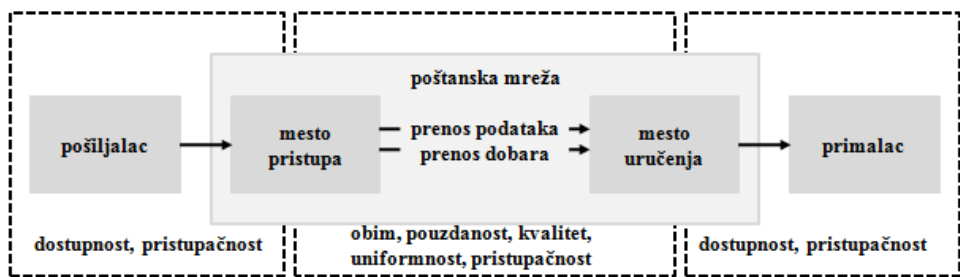 poštanska mreža
pošiljalac
mesto
pristupa
prenos podataka
prenos dobara
mesto
uručenja
primalac
dostupnost, pristupačnost
obim, pouzdanost, kvalitet,
uniformnost, pristupačnost
dostupnost, pristupačnost